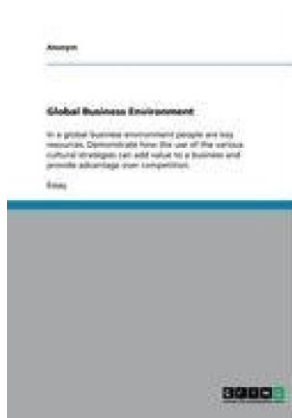 Anonym
Global Business Environment
In a global business environment people are key
resources. Demonstrate how the use of the various
cultural strategies can add value to a business and
provide advantage over competition.
Essay
GRIN